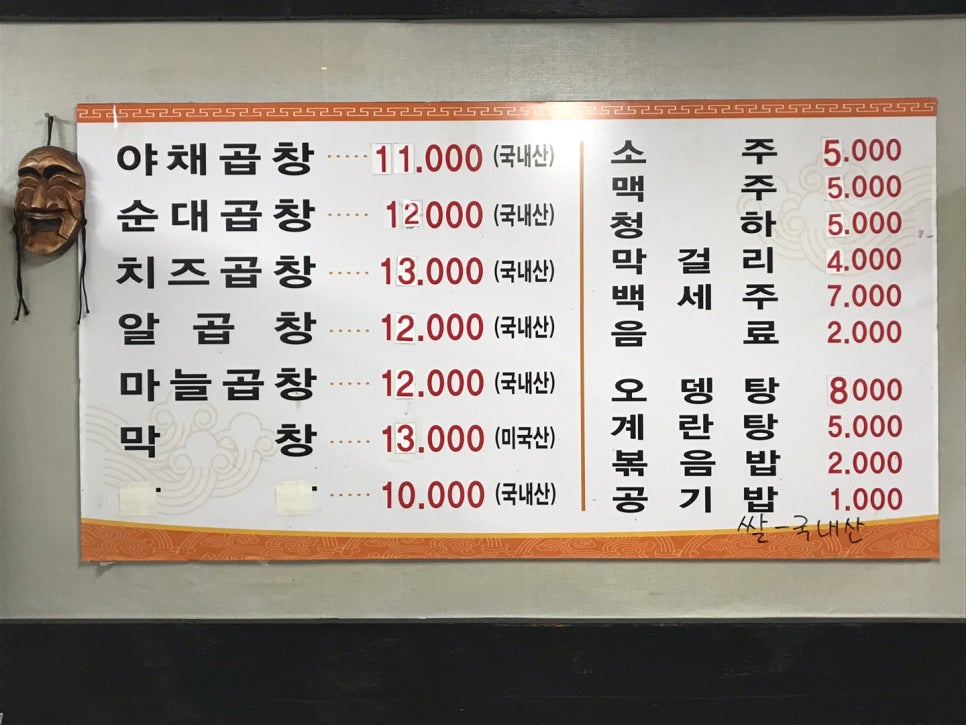 야채곱창 ····· 11.000 (국내산)
순대곱창 ····· 12000 (국내산)
치즈곱창 ····· 13.000 (국내산)
알곱창 ····· 12.000 (국내산)
마늘곱창 ····· 12.000 (국내산)
막창 ····· 13.000 (미국산)
····· 10.000 (국내산)
소주 5.000
맥주 5.000
청하 5.000
막걸리 4.000
백세주 7.000
음료 2.000
오뎅탕 8000
계란탕 5.000
볶음밥 2.000
공기밥 1.000
쌀-국내산